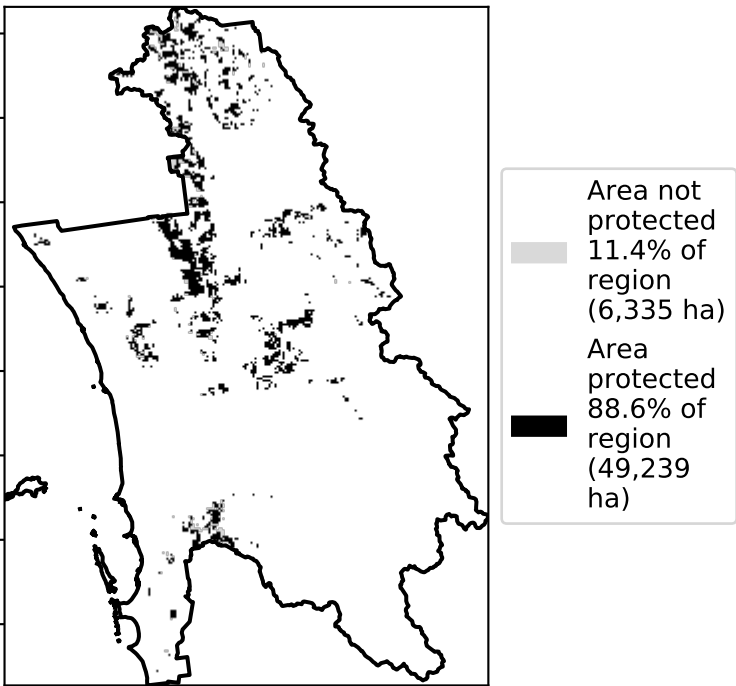 Area not
protected
11.4% of
region
(6,335 ha)
Area
protected
88.6% of
region
(49,239
ha)